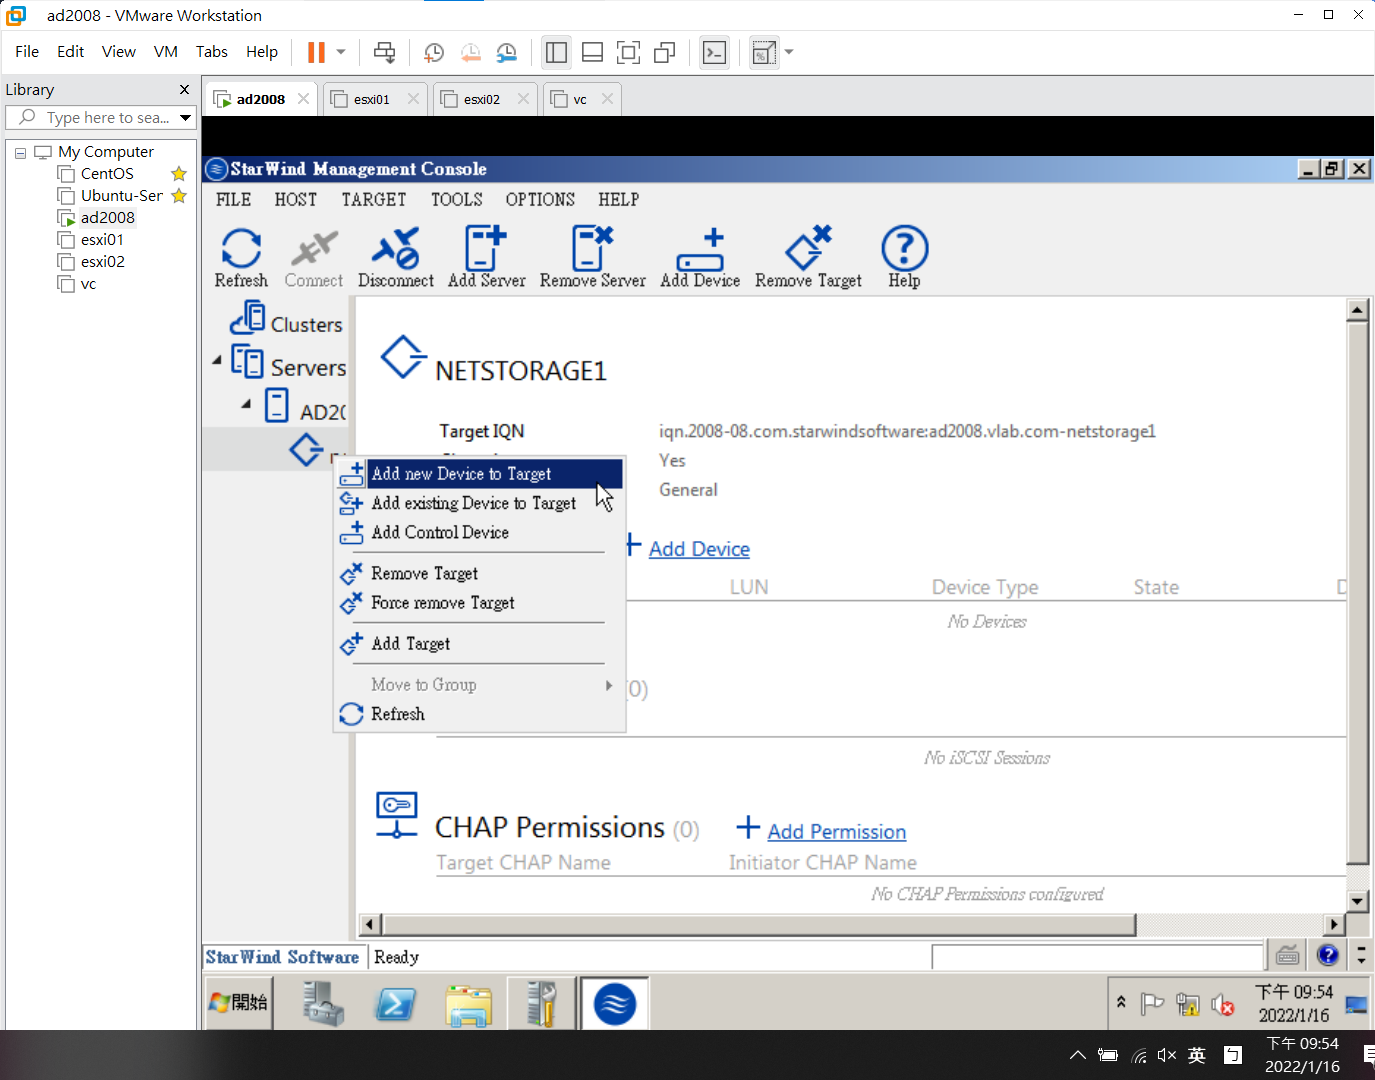 ad2008 - VMware Workstation
File Edit View VM Tabs Help
Library
ad2008 esxi01 esxi02 vc
Type here to sea...
My Computer
CentOS
Ubuntu-Ser
ad2008
esxi01
esxi02
vc
StarWind Management Console
FILE HOST TARGET TOOLS OPTIONS HELP
Refresh Connect Disconnect Add Server Remove Server Add Device Remove Target Help
Clusters
Servers
AD20
NETSTORAGE1
Target IQN iqn.2008-08.com.starwindsoftware:ad2008.vlab.com-netstorage1
Yes
General
Add new Device to Target
Add existing Device to Target
Add Control Device
Remove Target
Force remove Target
Add Target
Move to Group
Refresh
Add Device
LUN Device Type State D
No Devices
(0)
No iSCSI Sessions
CHAP Permissions (0) Add Permission
Target CHAP Name Initiator CHAP Name
No CHAP Permissions configured
StarWind Software Ready
開始
下午 09:54
2022/1/16
英
下午 09:54
2022/1/16